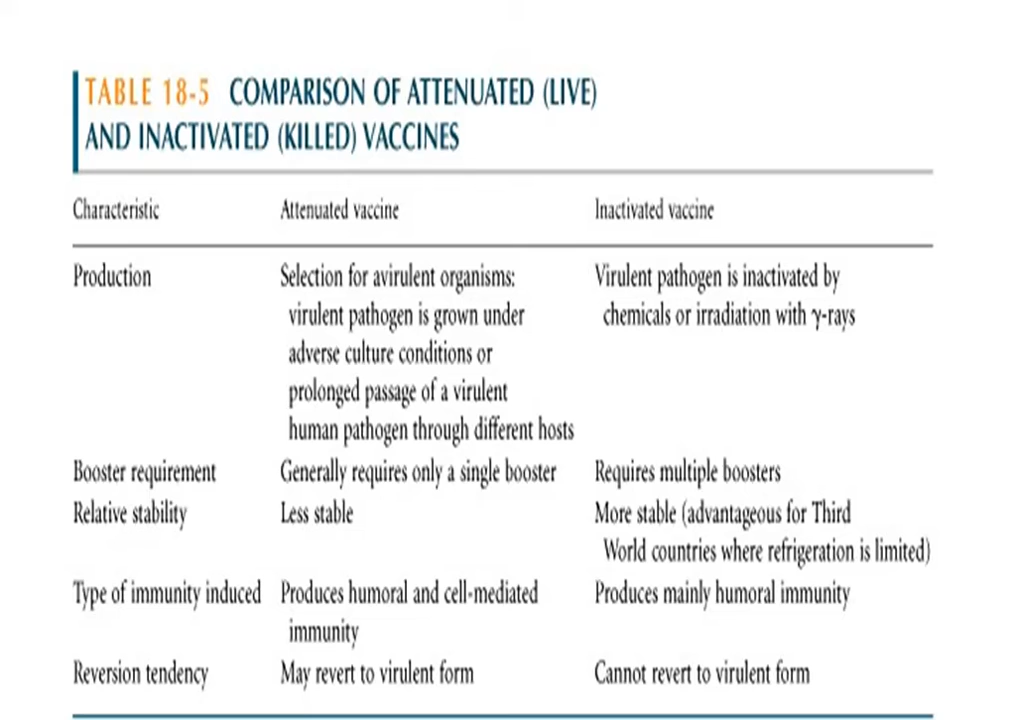 TABLE 18-5 COMPARISON OF ATTENUATED (LIVE)
AND INACTIVATED (KILLED) VACCINES
Characteristic Attenuated vaccine Inactivated vaccine
Production Selection for avirulent organisms: Virulent pathogen is inactivated by
virulent pathogen is grown under chemicals or irradiation with γ-rays
adverse culture conditions or
prolonged passage of a virulent
human pathogen through different hosts
Booster requirement Generally requires only a single booster Requires multiple boosters
Relative stability Less stable More stable (advantageous for Third
World countries where refrigeration is limited)
Type of immunity induced Produces humoral and cell-mediated Produces mainly humoral immunity
immunity
Reversion tendency May revert to virulent form Cannot revert to virulent form